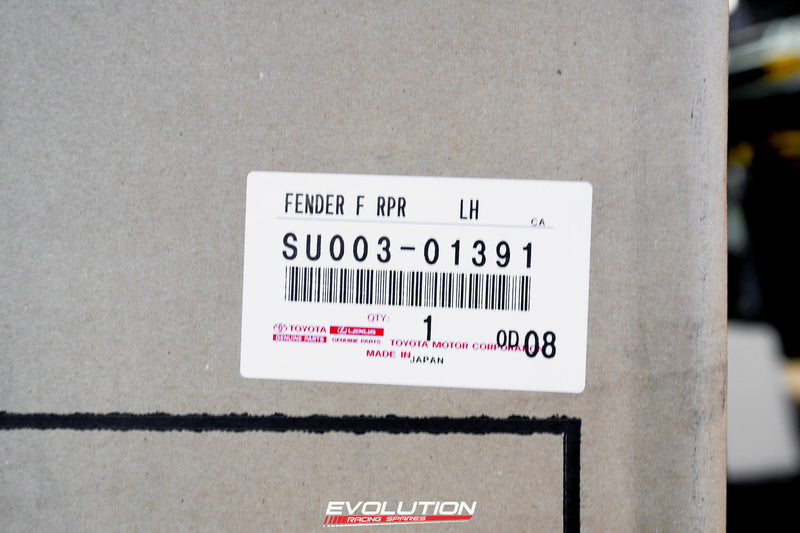 FENDER F RPR LH CA
SU003-01391
QTY: 1
TOYOTA LEXUS
GENUINE PARTS GENUINE PARTS
TOYOTA MOTOR CORPORATION 0D08
MADE IN JAPAN
EVOLUTION
RACING SPARES